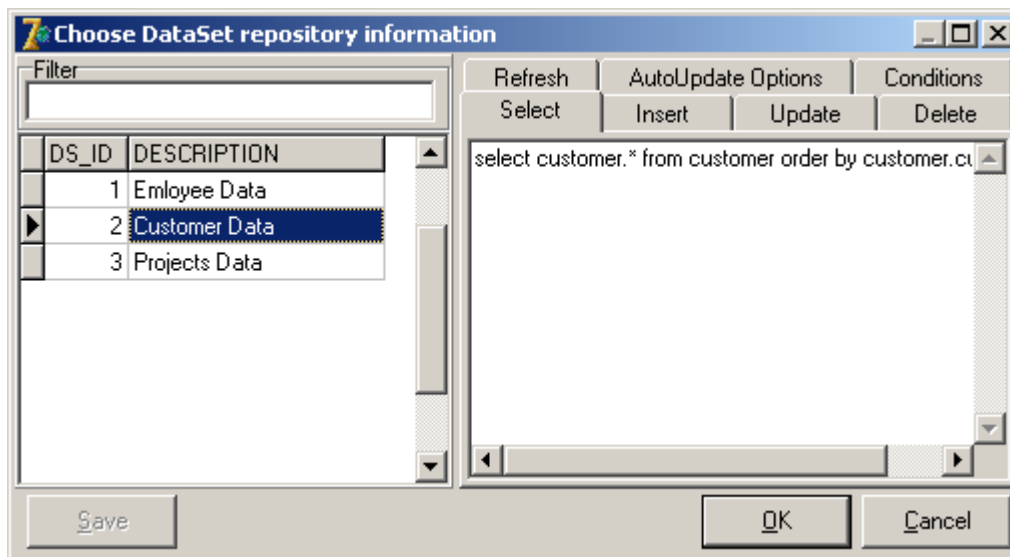 Choose DataSet repository information
Filter
Refresh AutoUpdate Options Conditions
Select Insert Update Delete
DS_ID DESCRIPTION
1 Emloyee Data
2 Customer Data
3 Projects Data
select customer.* from customer order by customer.cu
Save OK Cancel